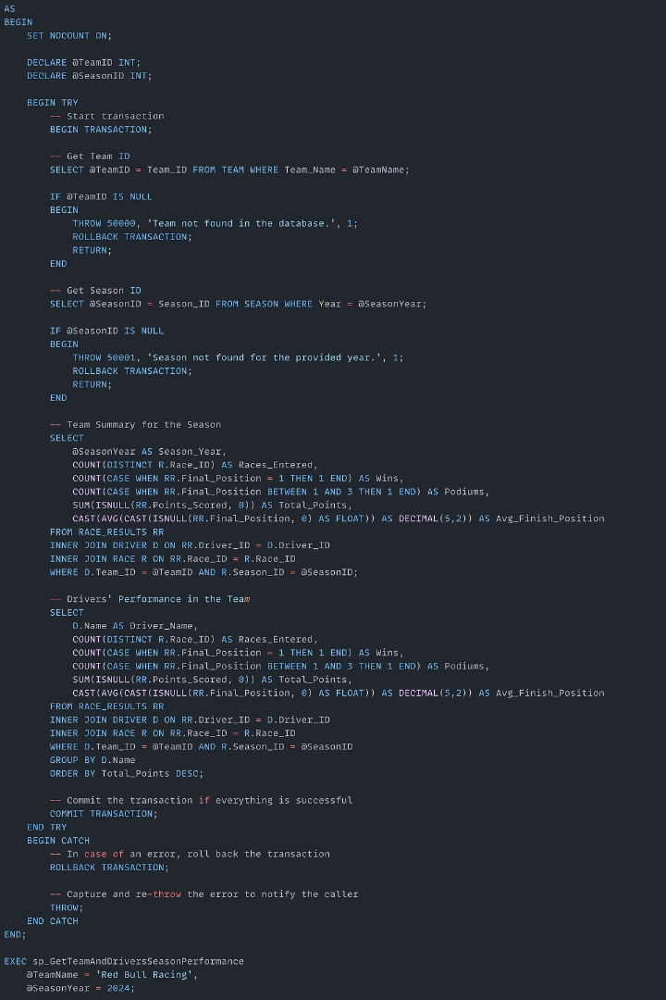 AS
BEGIN
    SET NOCOUNT ON;

    DECLARE @TeamID INT;
    DECLARE @SeasonID INT;

    BEGIN TRY
        -- Start transaction
        BEGIN TRANSACTION;

        -- Get Team ID
        SELECT @TeamID = Team_ID FROM TEAM WHERE Team_Name = @TeamName;

        IF @TeamID IS NULL
        BEGIN
            THROW 50000, 'Team not found in the database.', 1;
            ROLLBACK TRANSACTION;
            RETURN;
        END

        -- Get Season ID
        SELECT @SeasonID = Season_ID FROM SEASON WHERE Year = @SeasonYear;

        IF @SeasonID IS NULL
        BEGIN
            THROW 50001, 'Season not found for the provided year.', 1;
            ROLLBACK TRANSACTION;
            RETURN;
        END

        -- Team Summary for the Season
        SELECT
            @SeasonYear AS Season_Year,
            COUNT(DISTINCT R.Race_ID) AS Races_Entered,
            COUNT(CASE WHEN RR.Final_Position = 1 THEN 1 END) AS Wins,
            COUNT(CASE WHEN RR.Final_Position BETWEEN 1 AND 3 THEN 1 END) AS Podiums,
            SUM(ISNULL(RR.Points_Scored, 0)) AS Total_Points,
            CAST(AVG(CAST(ISNULL(RR.Final_Position, 0) AS FLOAT)) AS DECIMAL(5,2)) AS Avg_Finish_Position
        FROM RACE_RESULTS RR
        INNER JOIN DRIVER D ON RR.Driver_ID = D.Driver_ID
        INNER JOIN RACE R ON RR.Race_ID = R.Race_ID
        WHERE D.Team_ID = @TeamID AND R.Season_ID = @SeasonID;

        -- Drivers' Performance in the Team
        SELECT
            D.Name AS Driver_Name,
            COUNT(DISTINCT R.Race_ID) AS Races_Entered,
            COUNT(CASE WHEN RR.Final_Position = 1 THEN 1 END) AS Wins,
            COUNT(CASE WHEN RR.Final_Position BETWEEN 1 AND 3 THEN 1 END) AS Podiums,
            SUM(ISNULL(RR.Points_Scored, 0)) AS Total_Points,
            CAST(AVG(CAST(ISNULL(RR.Final_Position, 0) AS FLOAT)) AS DECIMAL(5,2)) AS Avg_Finish_Position
        FROM RACE_RESULTS RR
        INNER JOIN DRIVER D ON RR.Driver_ID = D.Driver_ID
        INNER JOIN RACE R ON RR.Race_ID = R.Race_ID
        WHERE D.Team_ID = @TeamID AND R.Season_ID = @SeasonID
        GROUP BY D.Name
        ORDER BY Total_Points DESC;

        -- Commit the transaction if everything is successful
        COMMIT TRANSACTION;
    END TRY
    BEGIN CATCH
        -- In case of an error, roll back the transaction
        ROLLBACK TRANSACTION;

        -- Capture and re-throw the error to notify the caller
        THROW;
    END CATCH
END;

EXEC sp_GetTeamAndDriversSeasonPerformance
    @TeamName = 'Red Bull Racing',
    @SeasonYear = 2024;